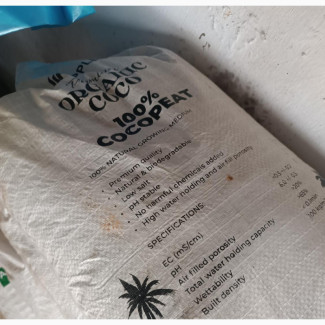 ORGANIC
COCO
100%
COCOPEAT
100% NATURAL GROWING MEDIA
• Premium quality
• Natural & biodegradable
• Low salt
• pH stable
• No harmful chemicals added
• High water holding and air fill porosity
SPECIFICATIONS:
EC (mS/cm)
pH
Air filled porosity
Total water holding capacity
Wettability
Built density